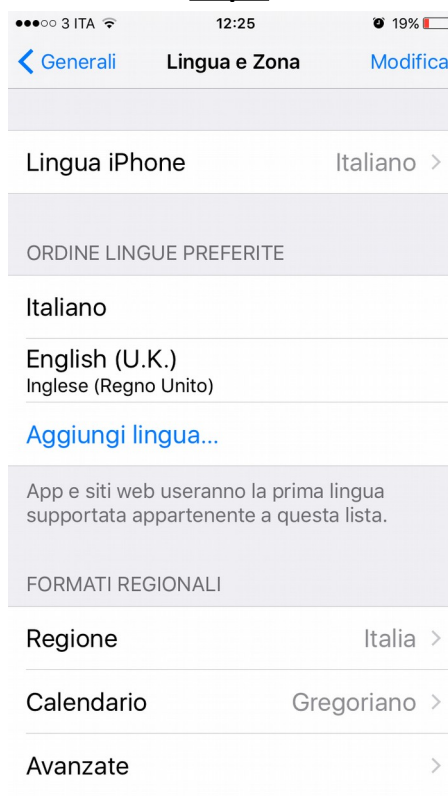 3 ITA 12:25 19%
Generali Lingua e Zona Modifica
Lingua iPhone Italiano
ORDINE LINGUE PREFERITE
Italiano
English (U.K.)
Inglese (Regno Unito)
Aggiungi lingua...
App e siti web useranno la prima lingua
supportata appartenente a questa lista.
FORMATI REGIONALI
Regione Italia
Calendario Gregoriano
Avanzate